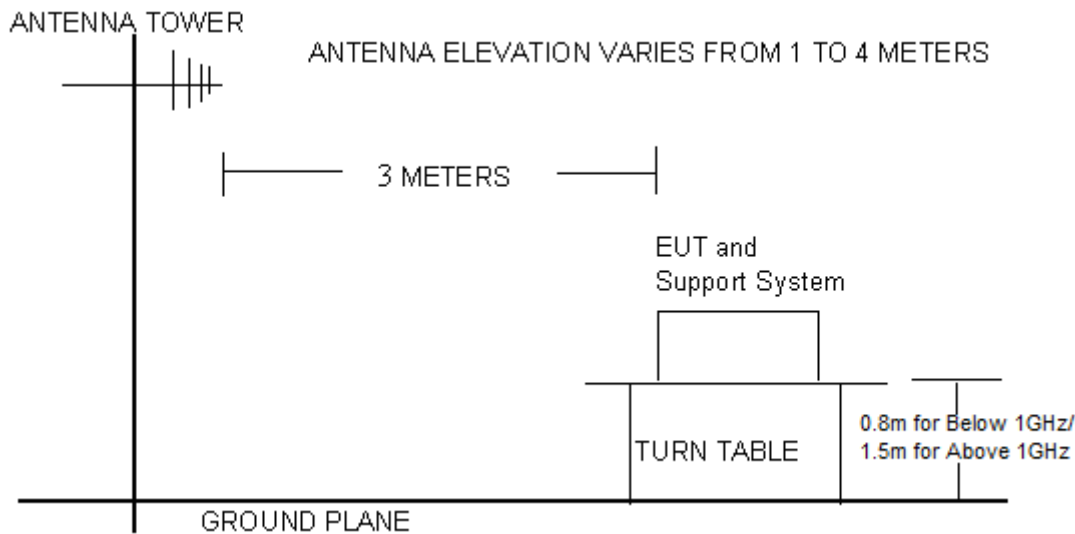 ANTENNA TOWER
ANTENNA ELEVATION VARIES FROM 1 TO 4 METERS
3 METERS
EUT and
Support System
0.8m for Below 1GHz/
1.5m for Above 1GHz
TURN TABLE
GROUND PLANE